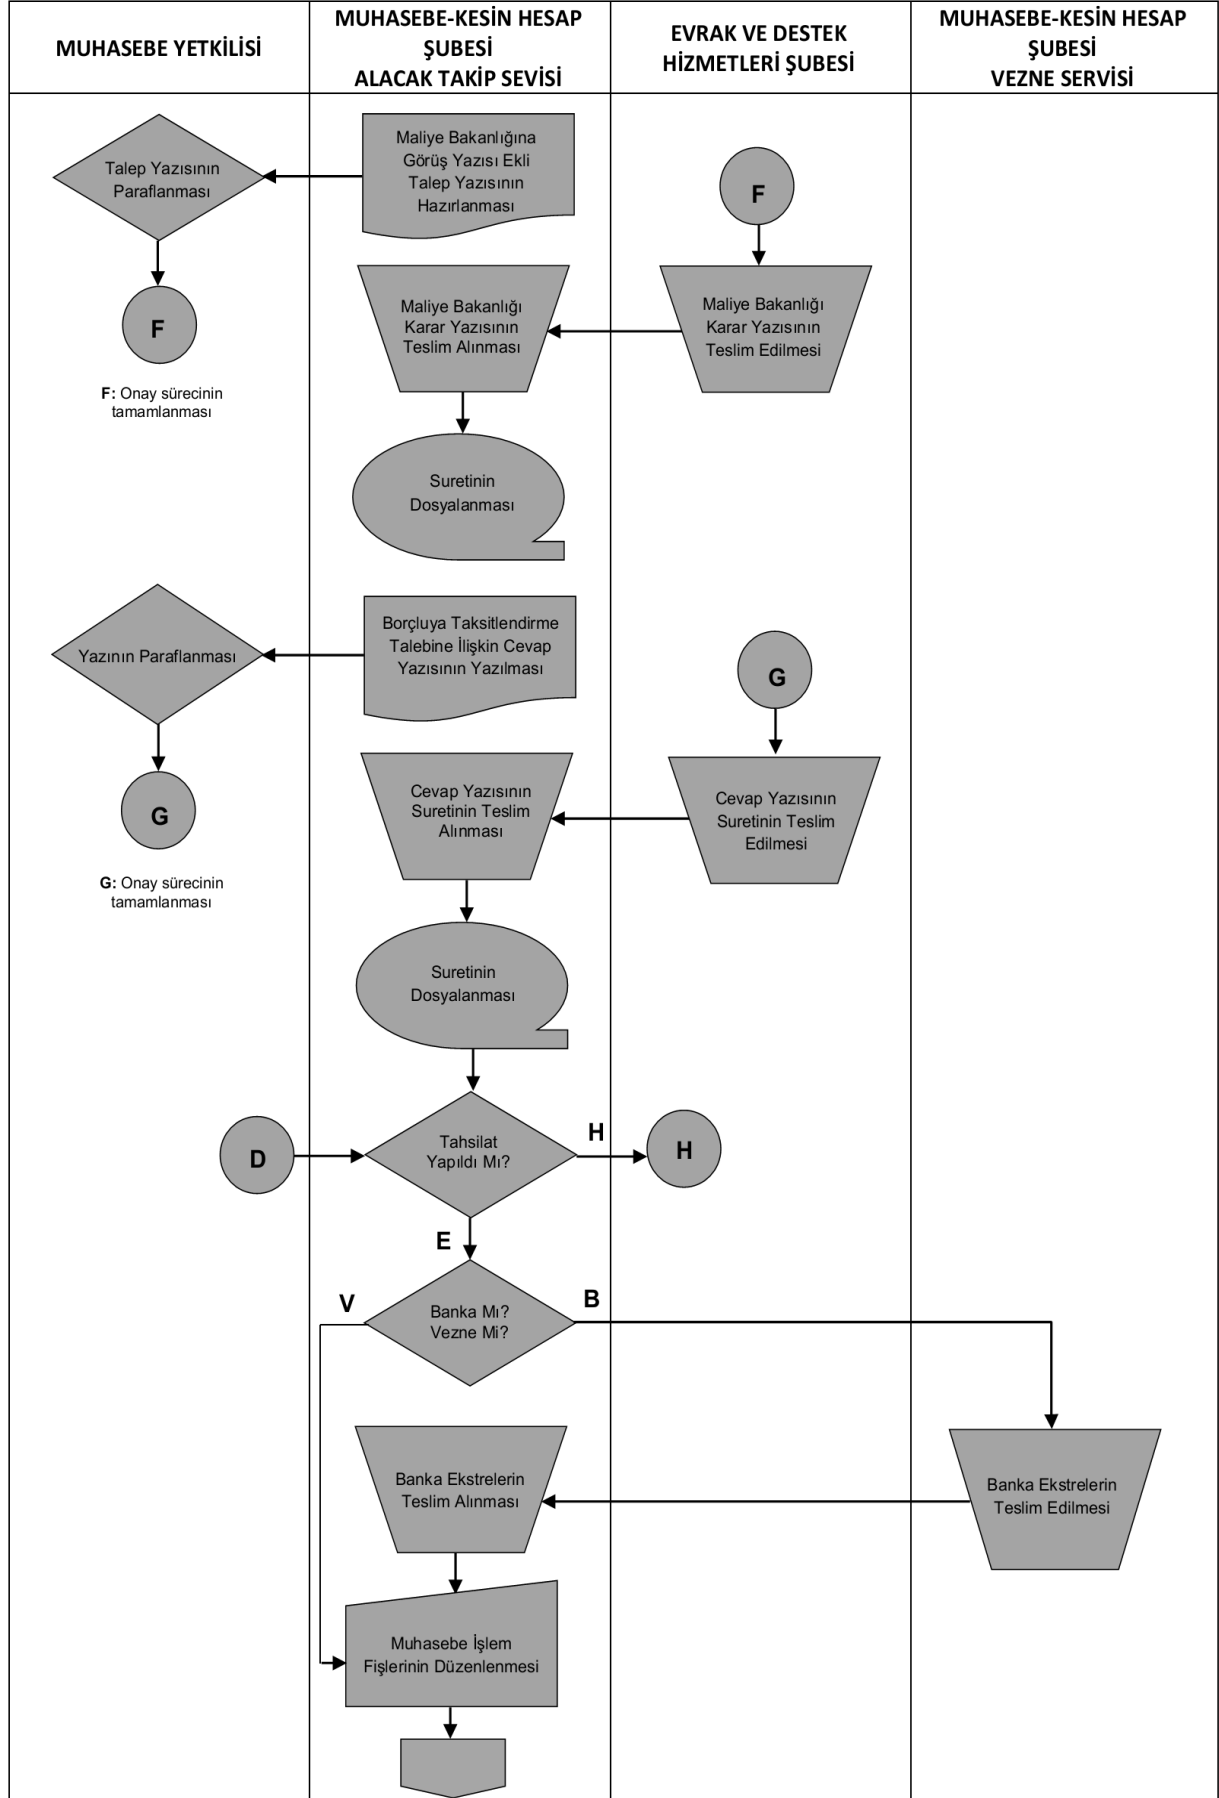 MUHASEBE YETKİLİSİ
MUHASEBE-KESİN HESAP
ŞUBESİ
ALACAK TAKİP SEVİSİ
EVRAK VE DESTEK
HİZMETLERİ ŞUBESİ
MUHASEBE-KESİN HESAP
ŞUBESİ
VEZNE SERVİSİ
Talep Yazısının
Paraflanması
Maliye Bakanlığına
Görüş Yazısı Ekli
Talep Yazısının
Hazırlanması
F
F
F: Onay sürecinin
tamamlanması
Maliye Bakanlığı
Karar Yazısının
Teslim Alınması
Maliye Bakanlığı
Karar Yazısının
Teslim Edilmesi
Suretinin
Dosyalanması
Yazının Paraflanması
Borçluya Taksitlendirme
Talebine İlişkin Cevap
Yazısının Yazılması
G
G
G: Onay sürecinin
tamamlanması
Cevap Yazısının
Suretinin Teslim
Alınması
Cevap Yazısının
Suretinin Teslim
Edilmesi
Suretinin
Dosyalanması
D
Tahsilat
Yapıldı Mı?
H
H
E
V
Banka Mı?
Vezne Mi?
B
Banka Ekstrelerin
Teslim Alınması
Banka Ekstrelerin
Teslim Edilmesi
Muhasebe İşlem
Fişlerinin Düzenlenmesi